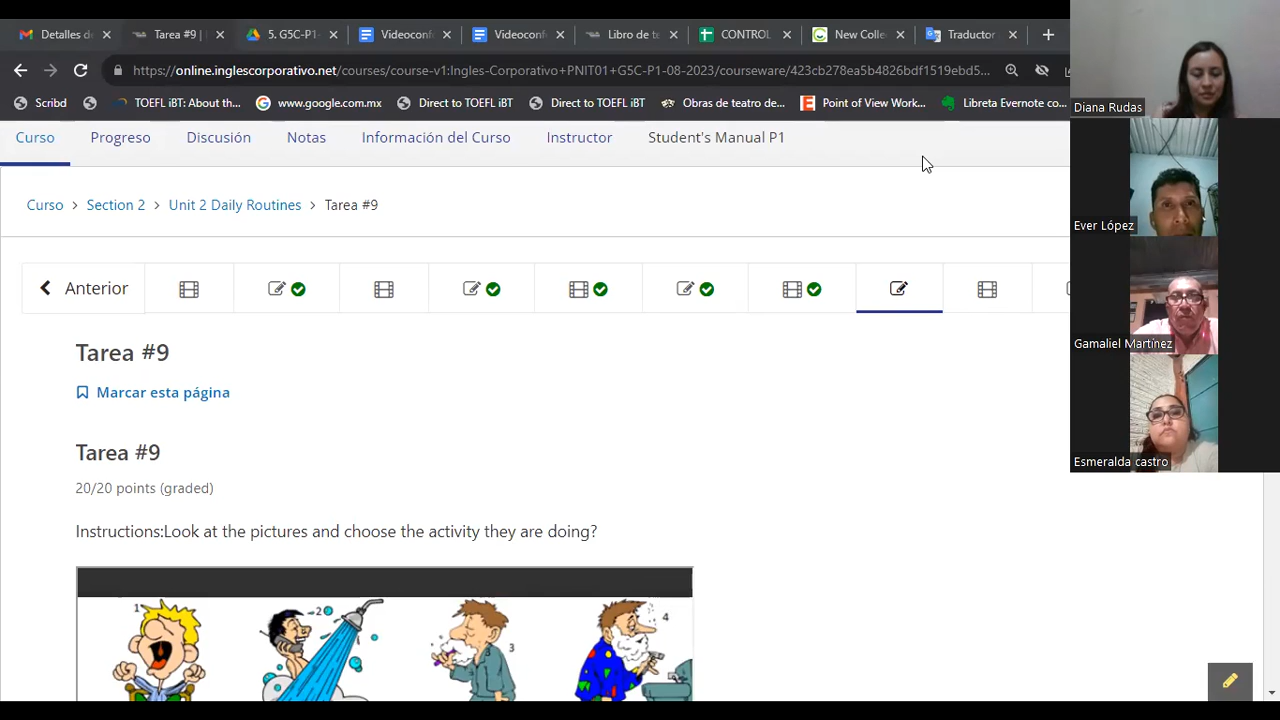 Detalles de
Tarea #9 |
5. G5C-P1-
Videoconf
Videoconf
Libro de te
CONTROL
New Colle
Traductor
https://online.inglescorporativo.net/courses/course-v1:Ingles-Corporativo+PNIT01+G5C-P1-08-2023/courseware/423cb278ea5b4826bdf1519ebd5...
Scribd
TOEFL iBT: About th...
www.google.com.mx
Direct to TOEFL iBT
Direct to TOEFL iBT
Obras de teatro de...
Point of View Work...
Libreta Evernote co...
Curso
Progreso
Discusión
Notas
Información del Curso
Instructor
Student's Manual P1
Curso > Section 2 > Unit 2 Daily Routines > Tarea #9
Anterior
Tarea #9
Marcar esta página
Tarea #9
20/20 points (graded)
Instructions:Look at the pictures and choose the activity they are doing?
1
2
3
4
Diana Rudas
Ever López
Gamaliel Martínez
Esmeralda castro